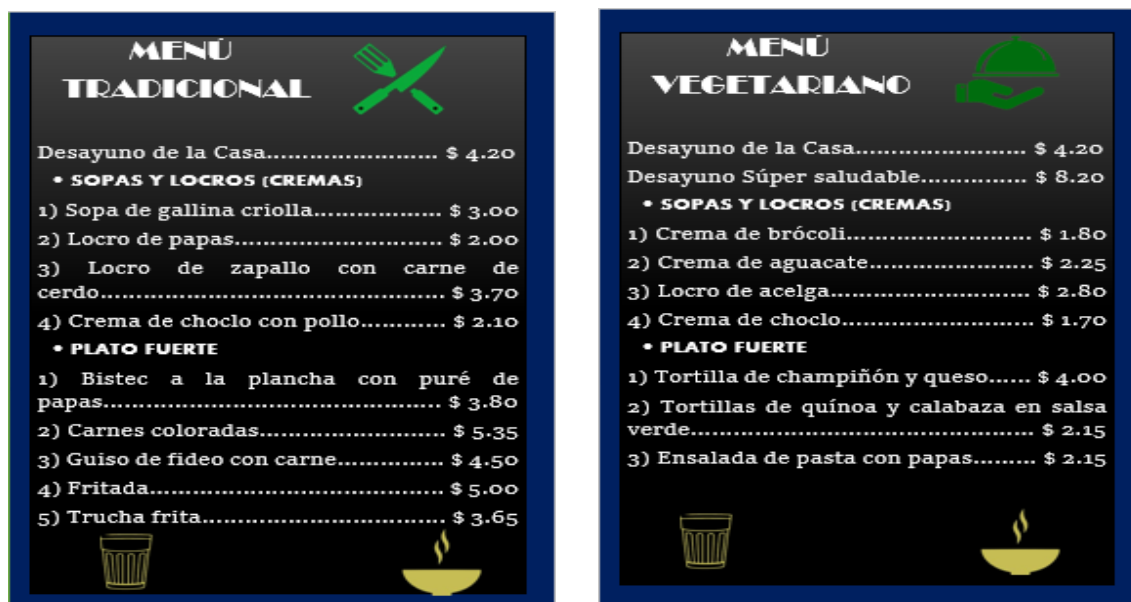 MENÚ
TRADICIONAL
Desayuno de la Casa........................ $ 4.20
• SOPAS Y LOCROS (CREMAS)
1) Sopa de gallina criolla.................. $ 3.00
2) Locro de papas............................. $ 2.00
3) Locro de zapallo con carne de
cerdo................................................ $ 3.70
4) Crema de choclo con pollo............ $ 2.10
• PLATO FUERTE
1) Bistec a la plancha con puré de
papas............................................... $ 3.80
2) Carnes coloradas.......................... $ 5.35
3) Guiso de fideo con carne............... $ 4.50
4) Fritada......................................... $ 5.00
5) Trucha frita.................................. $ 3.65
MENÚ
VEGETARIANO
Desayuno de la Casa........................ $ 4.20
Desayuno Súper saludable............... $ 8.20
• SOPAS Y LOCROS (CREMAS)
1) Crema de brócoli.......................... $ 1.80
2) Crema de aguacate....................... $ 2.25
3) Locro de acelga............................ $ 2.80
4) Crema de choclo........................... $ 1.70
• PLATO FUERTE
1) Tortilla de champiñón y queso...... $ 4.00
2) Tortillas de quínoa y calabaza en salsa
verde................................................ $ 2.15
3) Ensalada de pasta con papas......... $ 2.15